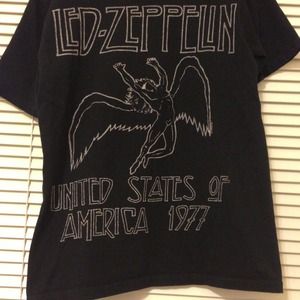 LED-ZEPPELIN
UNITED STATES OF
AMERICA 1977